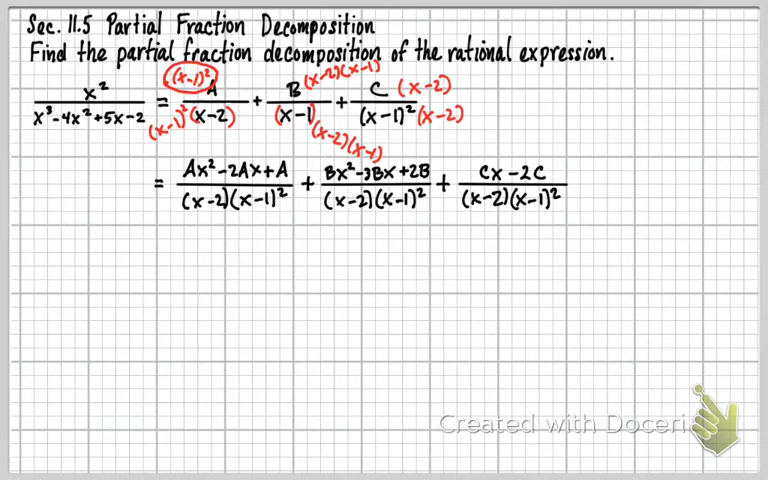 Sec. 11.5 Partial Fraction Decomposition
Find the partial fraction decomposition of the rational expression.
x² / (x³-4x²+5x-2) = A (x-1)² / (x-1)²(x-2) + B (x-2)(x-1) / (x-1)(x-2)(x-1) + C (x-2) / (x-1)²(x-2)
= (Ax²-2Ax+A) / (x-2)(x-1)² + (Bx²-3Bx+2B) / (x-2)(x-1)² + (Cx-2C) / (x-2)(x-1)²
Created with Doceri